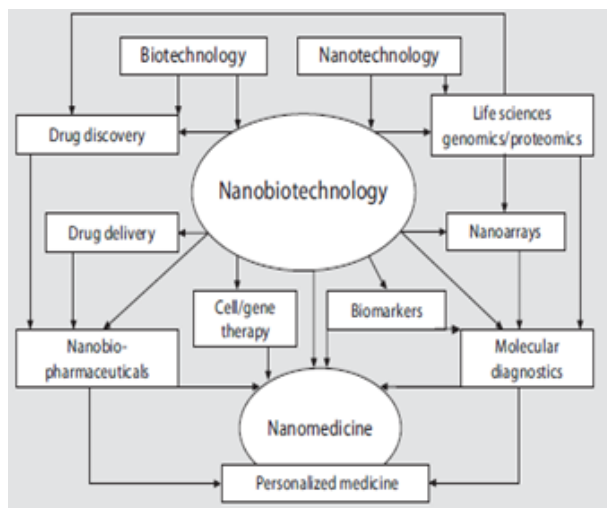 Biotechnology
Nanotechnology
Drug discovery
Life sciences
genomics/proteomics
Nanobiotechnology
Drug delivery
Nanoarrays
Cell/gene
therapy
Biomarkers
Nanobio-
pharmaceuticals
Molecular
diagnostics
Nanomedicine
Personalized medicine